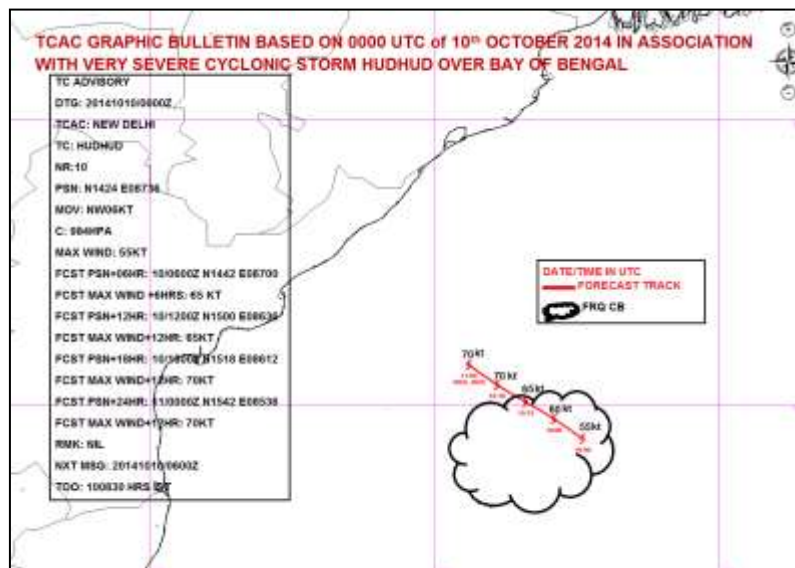 TCAC GRAPHIC BULLETIN BASED ON 0000 UTC of 10th OCTOBER 2014 IN ASSOCIATION
WITH VERY SEVERE CYCLONIC STORM HUDHUD OVER BAY OF BENGAL
TC ADVISORY
DTG: 20141010/0600Z
TCAC: NEW DELHI
TC: HUDHUD
NR:10
PSN: N1424 E08736
MOV: NW06KT
C: 984HPA
MAX WIND: 55KT
FCST PSN+06HR: 10/0600Z N1442 E08700
FCST MAX WIND +6HRS: 65 KT
FCST PSN+12HR: 10/1200Z N1500 E08636
FCST MAX WIND+12HR: 65KT
FCST PSN+18HR: N1518 E08612
FCST MAX WIND+18HR: 70KT
FCST PSN+24HR: 11/0000Z N1542 E08536
FCST MAX WIND+18HR: 70KT
RMK: NIL
NXT MSG: 20141010/0600Z
TOO: 100830 HRS IST
DATE/TIME IN UTC
FORECAST TRACK
FRQ CB
70kt
70kt
65kt
60kt
55kt